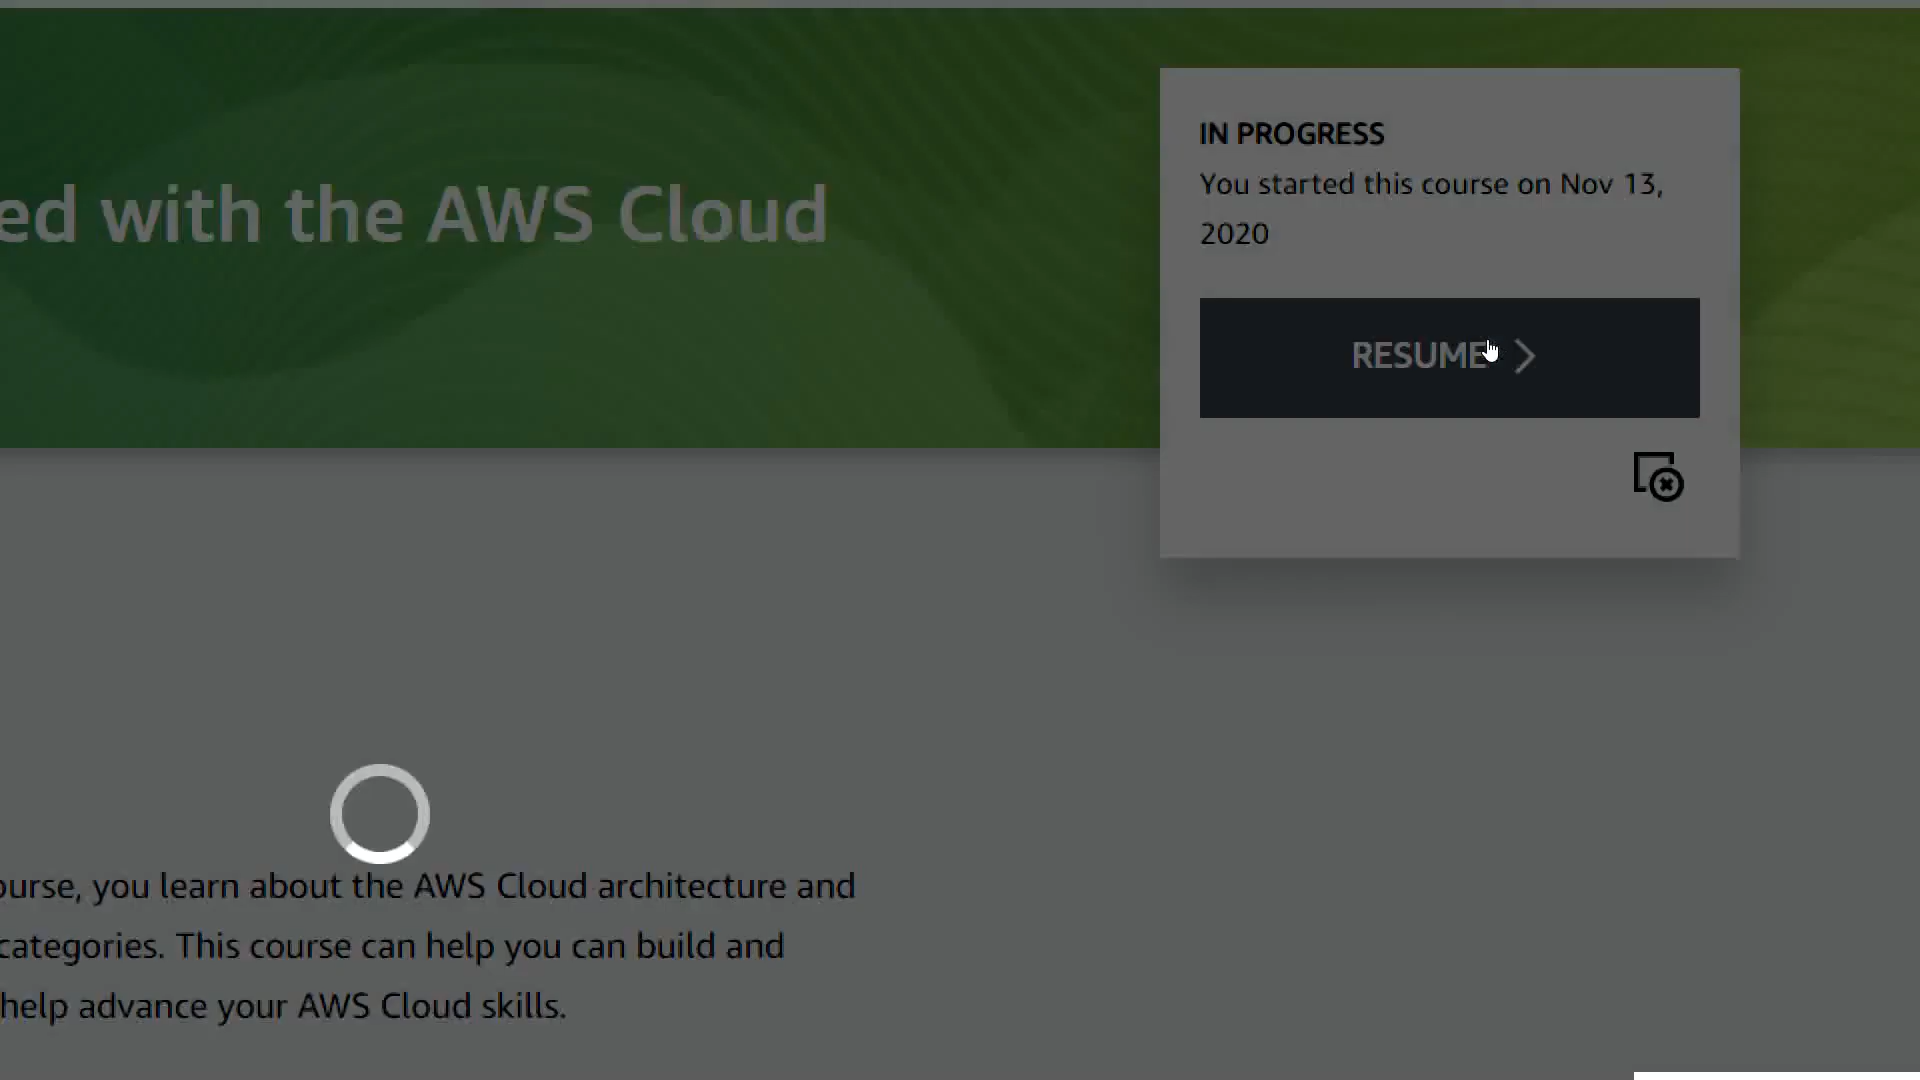 IN PROGRESS
You started this course on Nov 13,
2020
ed with the AWS Cloud
RESUME
ourse, you learn about the AWS Cloud architecture and
categories. This course can help you can build and
help advance your AWS Cloud skills.